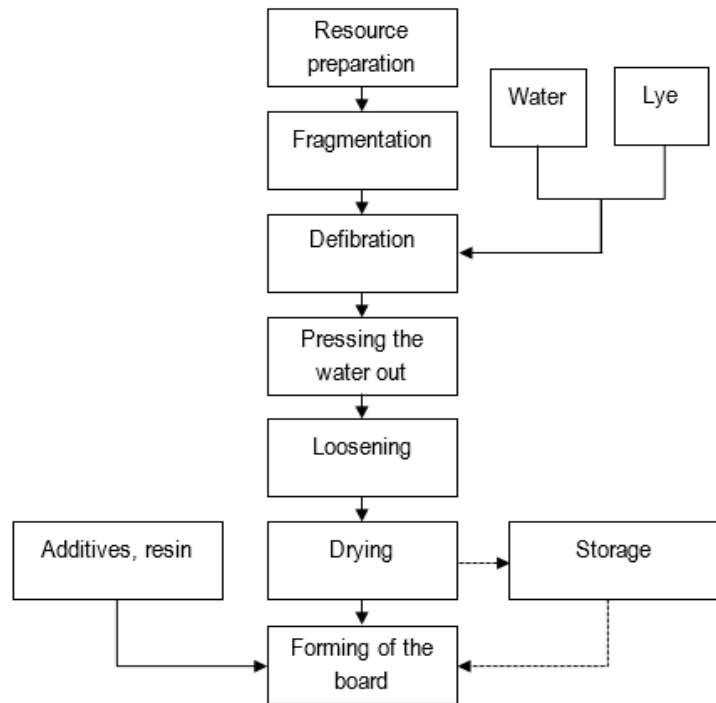 Resource
preparation
Water
Lye
Fragmentation
Defibration
Pressing the
water out
Loosening
Additives, resin
Drying
Storage
Forming of the
board